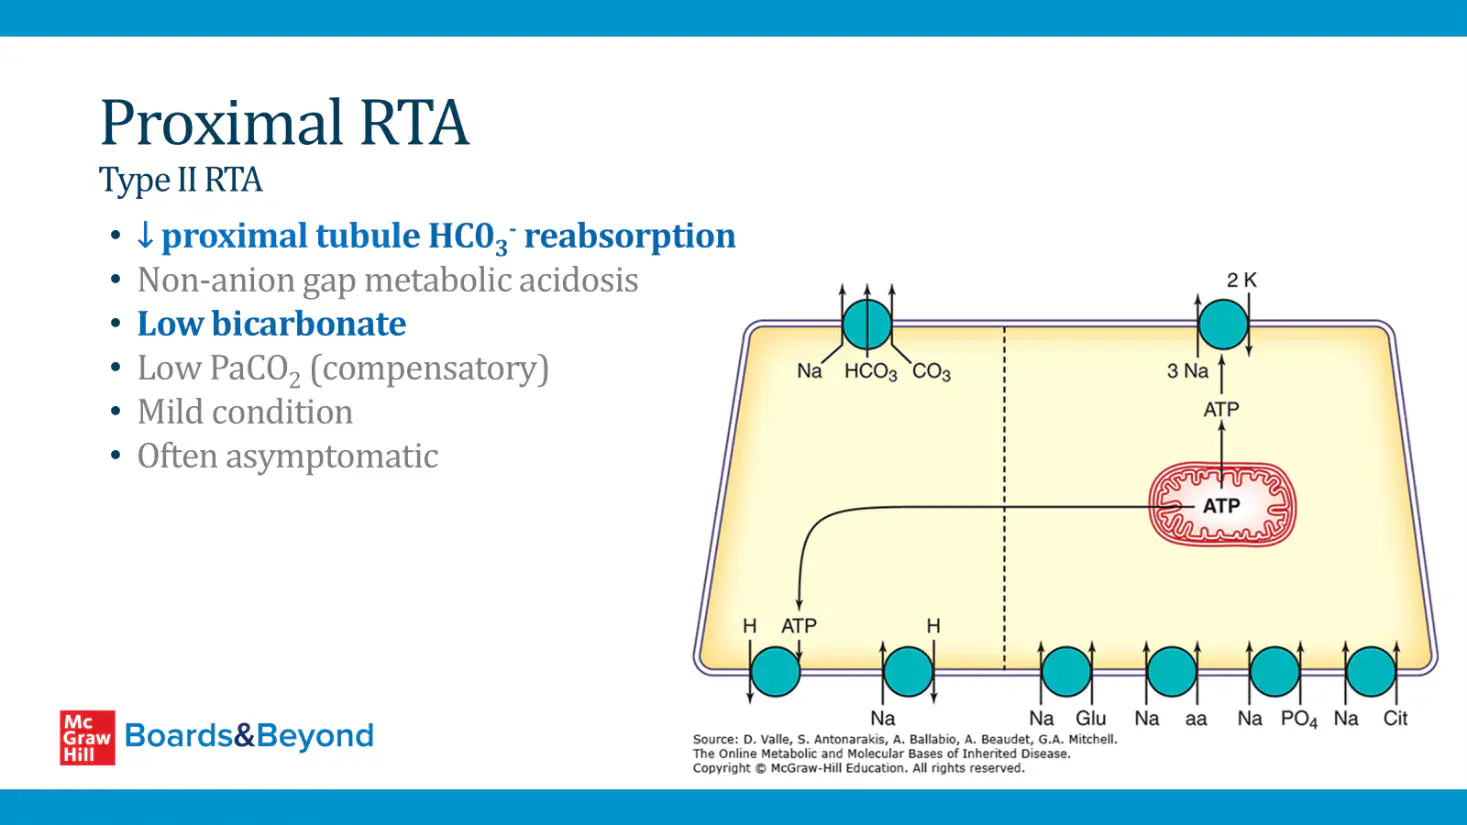 Proximal RTA
Type II RTA
• ↓ proximal tubule HC0₃⁻ reabsorption
• Non-anion gap metabolic acidosis
• Low bicarbonate
• Low PaCO₂ (compensatory)
• Mild condition
• Often asymptomatic
2 K
Na HCO₃ CO₃
3 Na
ATP
ATP
H ATP H
Na
Na Glu Na aa Na PO₄ Na Cit
Mc
Graw
Hill
Boards&Beyond
Source: D. Valle, S. Antonarakis, A. Ballabio, A. Beaudet, G.A. Mitchell.
The Online Metabolic and Molecular Bases of Inherited Disease.
Copyright © McGraw-Hill Education. All rights reserved.